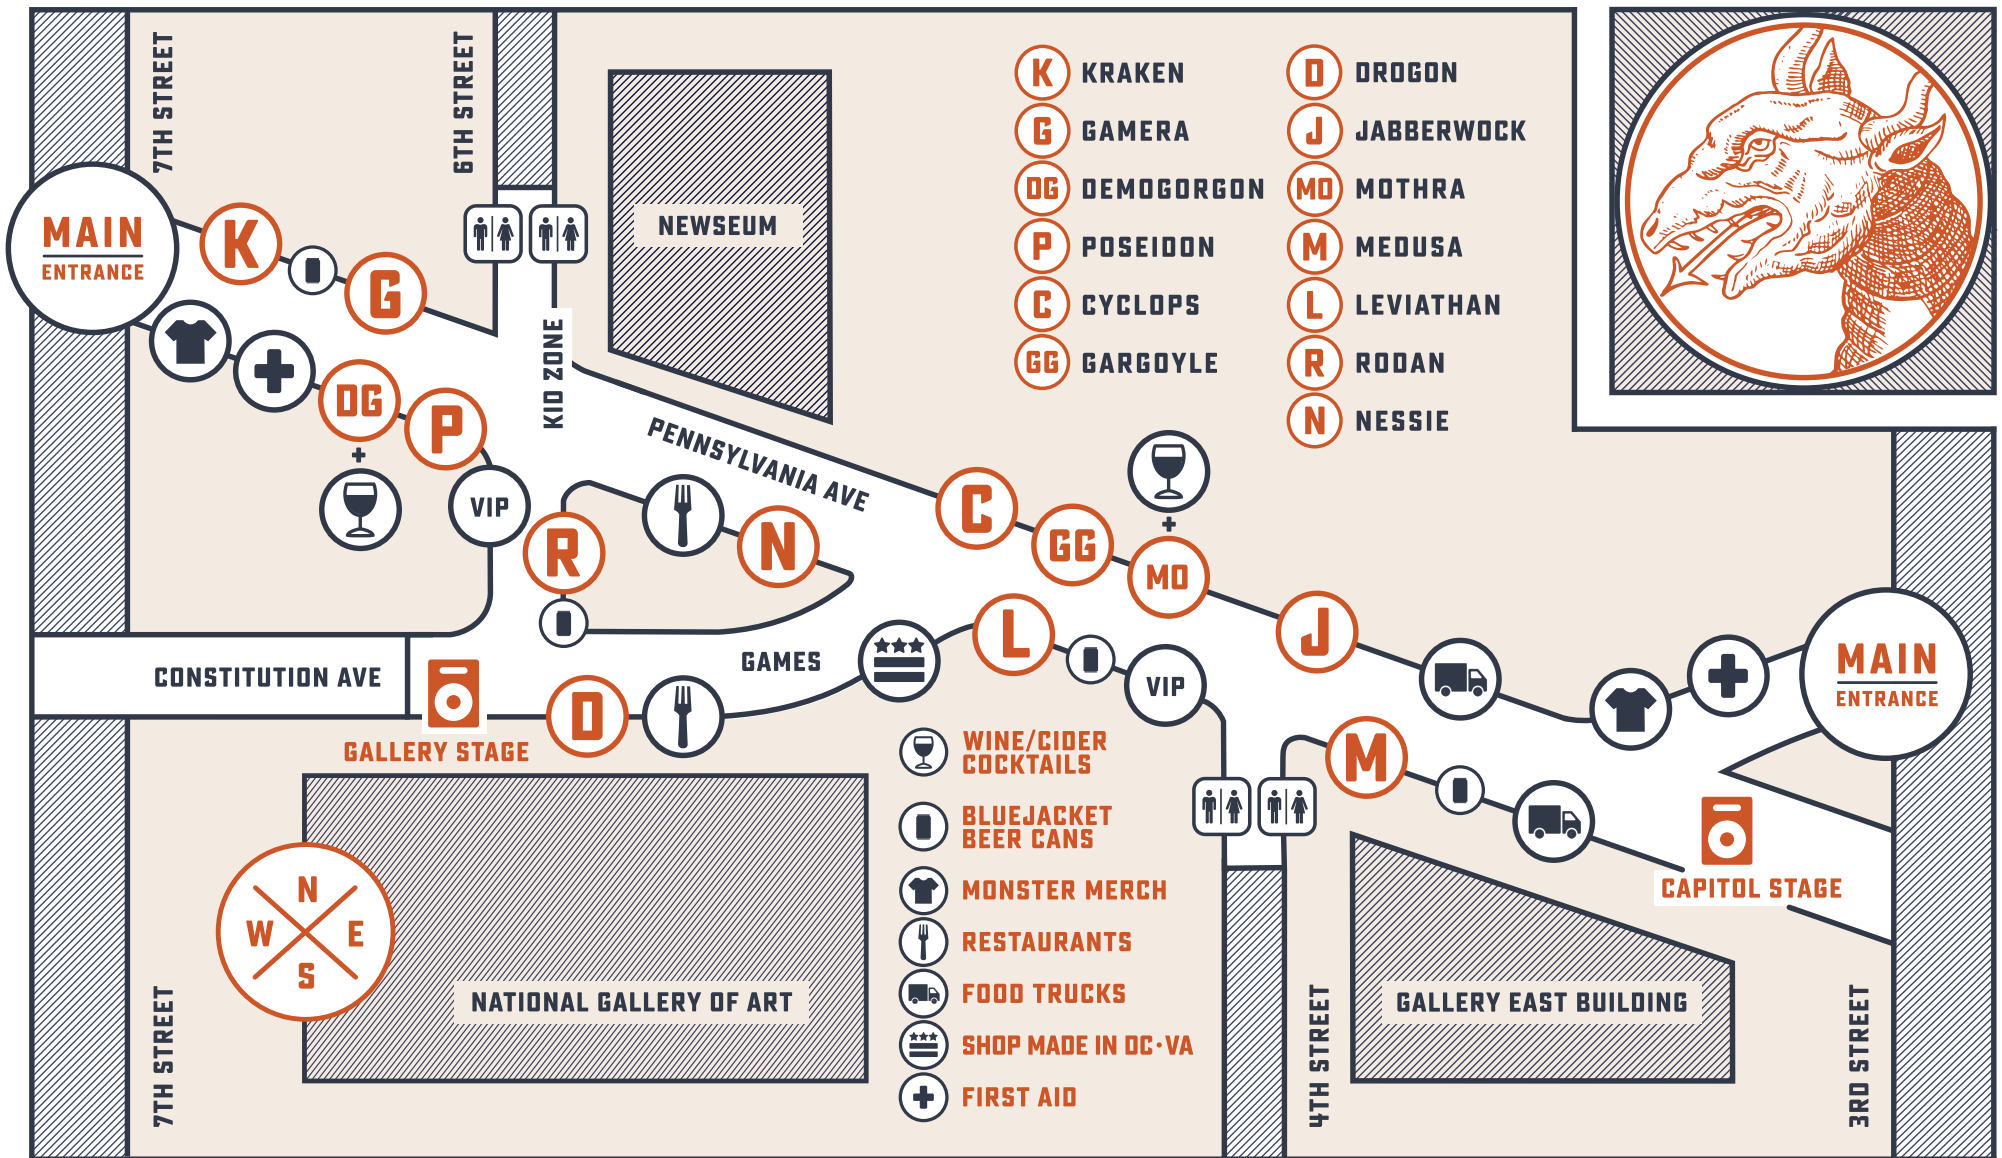 7TH STREET
6TH STREET
MAIN
ENTRANCE
K
G
NEWSEUM
KID ZONE
DG
P
VIP
PENNSYLVANIA AVE
R
N
C
GG
MO
J
L
VIP
M
D
CONSTITUTION AVE
GAMES
GALLERY STAGE
MAIN
ENTRANCE
CAPITOL STAGE
K KRAKEN
G GAMERA
DG DEMOGORGON
P POSEIDON
C CYCLOPS
GG GARGOYLE
D DROGON
J JABBERWOCK
MO MOTHRA
M MEDUSA
L LEVIATHAN
R RODAN
N NESSIE
WINE/CIDER
COCKTAILS
BLUEJACKET
BEER CANS
MONSTER MERCH
RESTAURANTS
FOOD TRUCKS
SHOP MADE IN DC·VA
FIRST AID
N
W E
S
NATIONAL GALLERY OF ART
GALLERY EAST BUILDING
7TH STREET
4TH STREET
3RD STREET